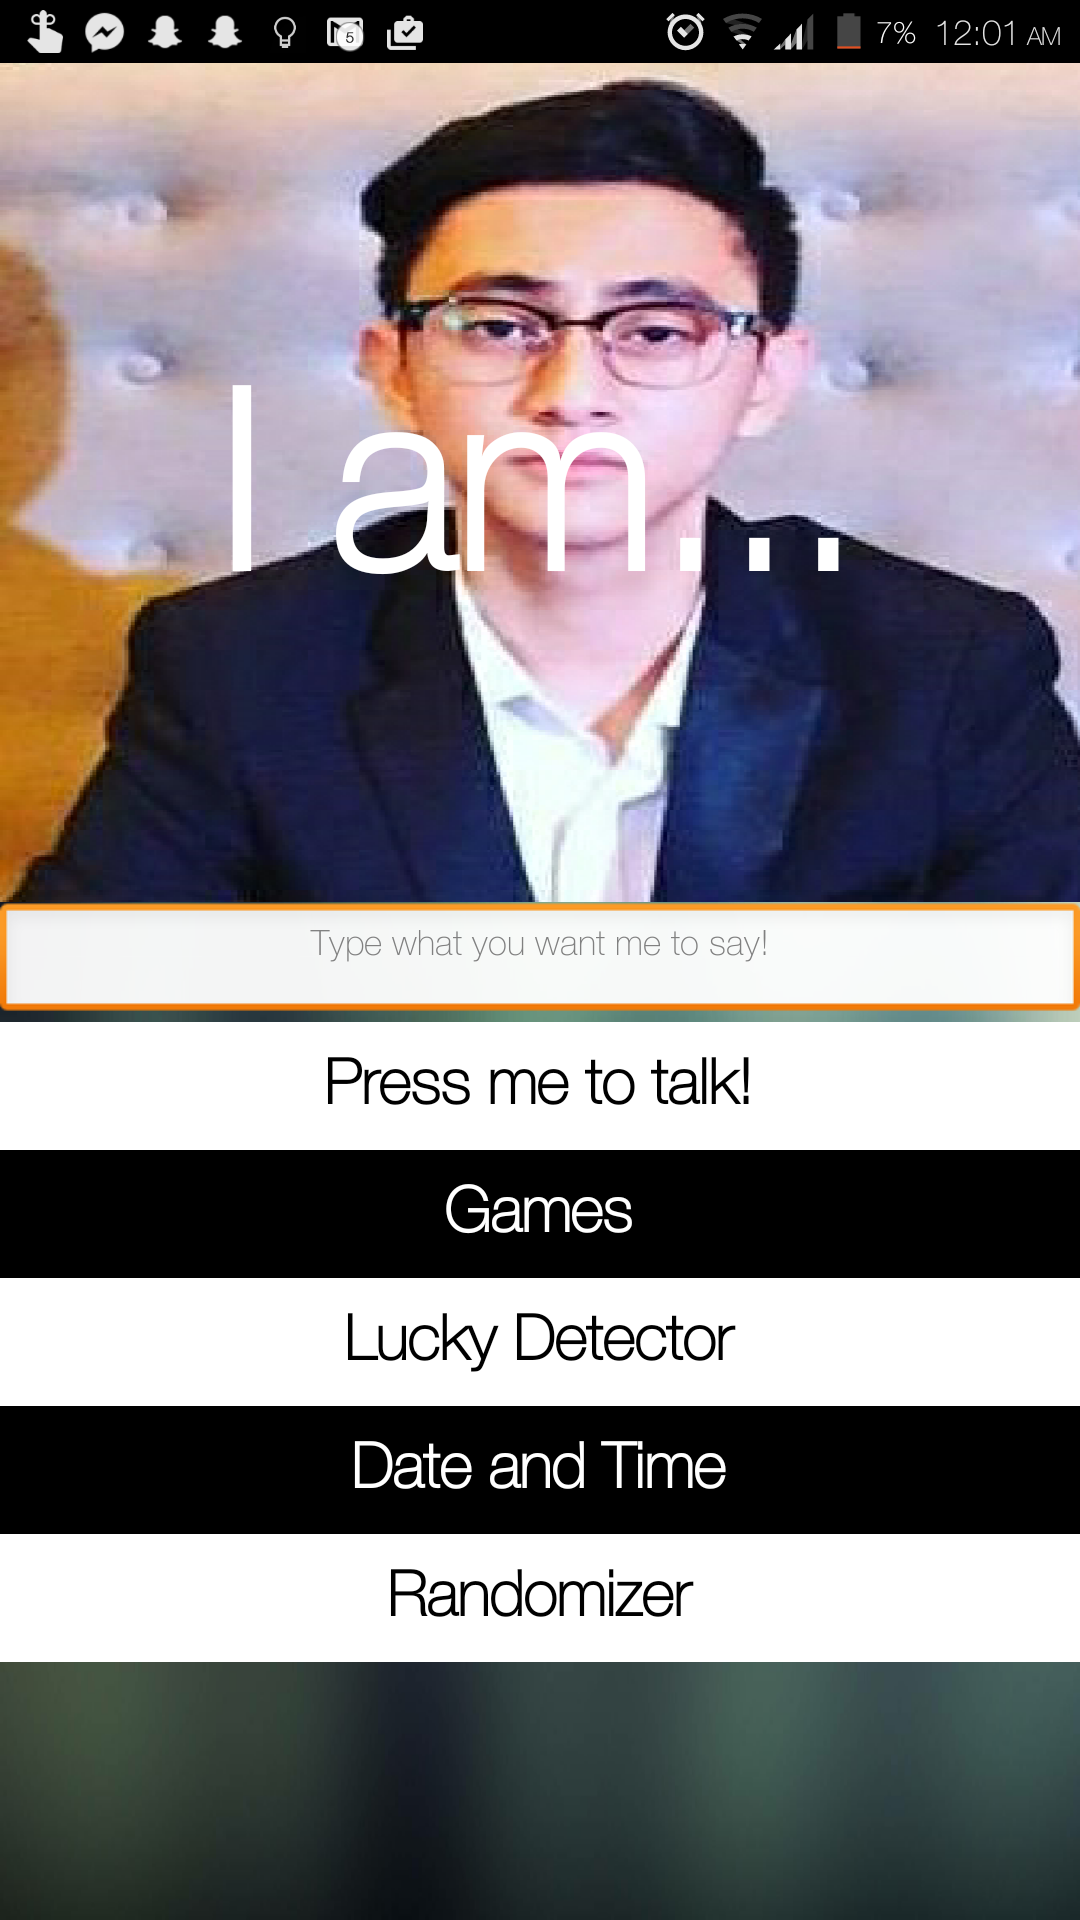 5 7% 12:01 AM
I am...
Type what you want me to say!
Press me to talk!
Games
Lucky Detector
Date and Time
Randomizer